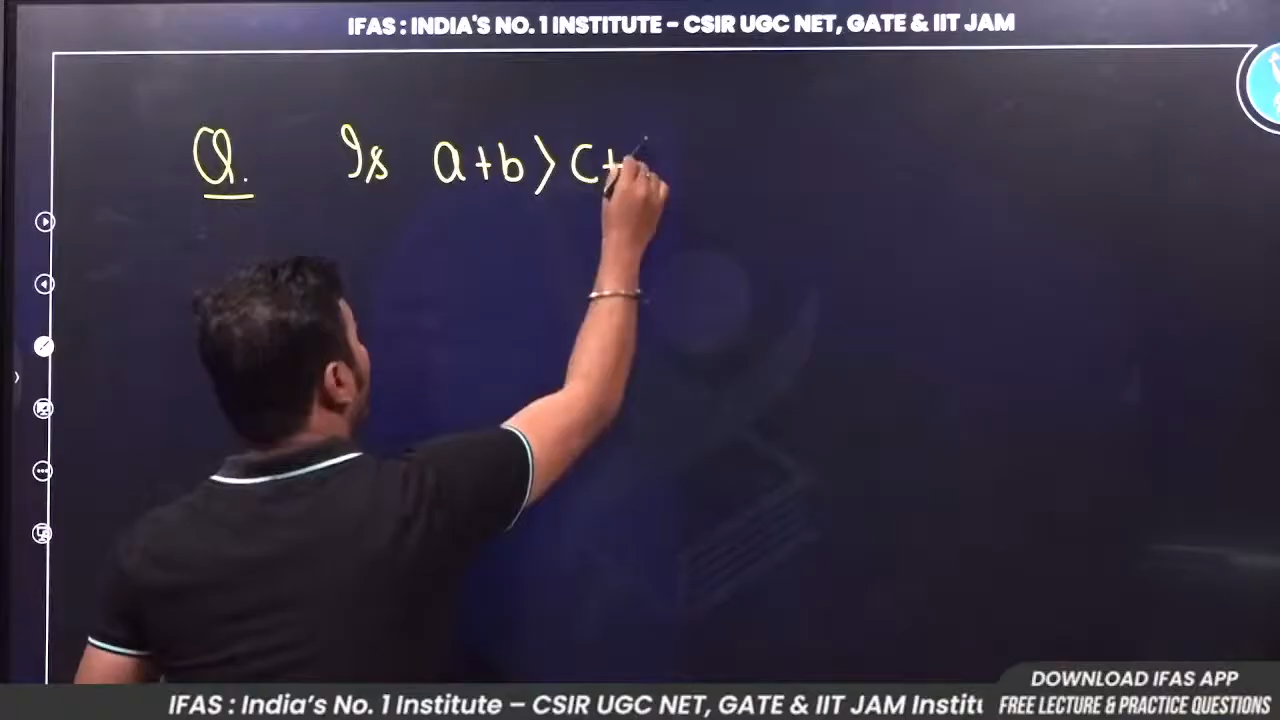 IFAS : INDIA'S NO. 1 INSTITUTE – CSIR UGC NET, GATE & IIT JAM
Q. Is a+b > c+
DOWNLOAD IFAS APP
IFAS : India's No. 1 Institute – CSIR UGC NET, GATE & IIT JAM
FREE LECTURE & PRACTICE QUESTIONS